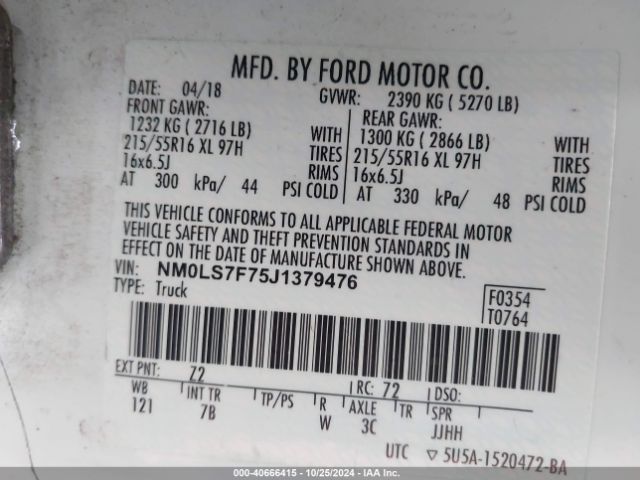 MFD. BY FORD MOTOR CO.
DATE: 04/18 GVWR: 2390 KG ( 5270 LB)
FRONT GAWR: REAR GAWR:
1232 KG ( 2716 LB) WITH 1300 KG ( 2866 LB) WITH
215/55R16 XL 97H TIRES 215/55R16 XL 97H TIRES
16x6.5J RIMS 16x6.5J RIMS
AT 300 kPa/ 44 PSI COLD AT 330 kPa/ 48 PSI COLD
THIS VEHICLE CONFORMS TO ALL APPLICABLE FEDERAL MOTOR
VEHICLE SAFETY AND THEFT PREVENTION STANDARDS IN
EFFECT ON THE DATE OF MANUFACTURE SHOWN ABOVE.
VIN: NM0LS7F75J1379476
TYPE: Truck F0354
T0764
EXT PNT: Z2 RC: 72 DSO:
WB INT TR TP/PS R AXLE TR SPR
121 7B W 3C JJHH
UTC ▽ 5U5A-1520472-BA
000-40666415 - 10/25/2024 - IAA Inc.